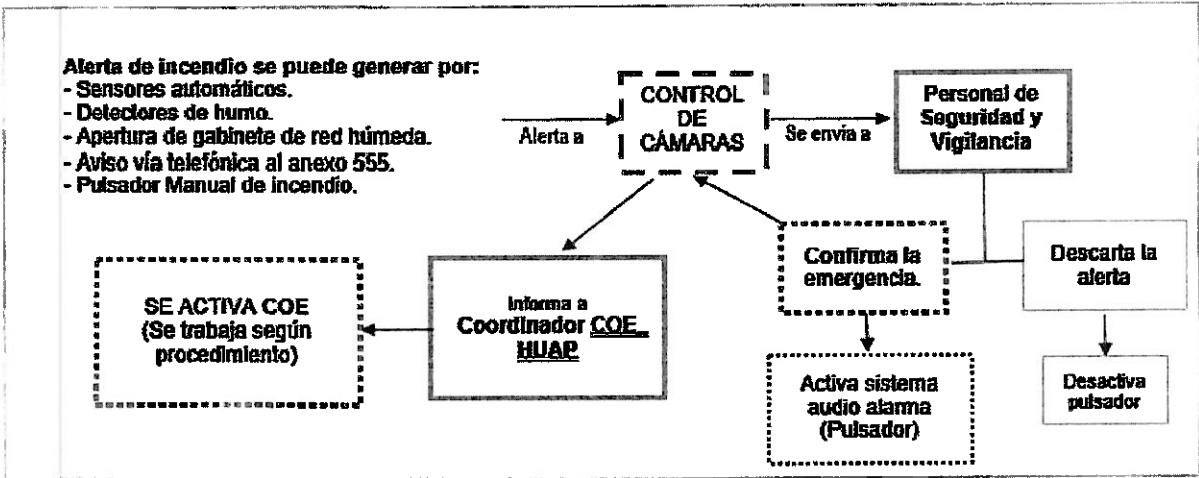 Alerta de incendio se puede generar por:
- Sensores automáticos.
- Detectores de humo.
- Apertura de gabinete de red húmeda.
- Aviso vía telefónica al anexo 555.
- Pulsador Manual de incendio.
Alerta a
CONTROL
DE
CÁMARAS
Se envía a
Personal de
Seguridad y
Vigilancia
Confirma la
emergencia.
Descarta la
alerta
Informa a
Coordinador COE_
HUAP
SE ACTIVA COE
(Se trabaja según
procedimiento)
Activa sistema
audio alarma
(Pulsador)
Desactiva
pulsador